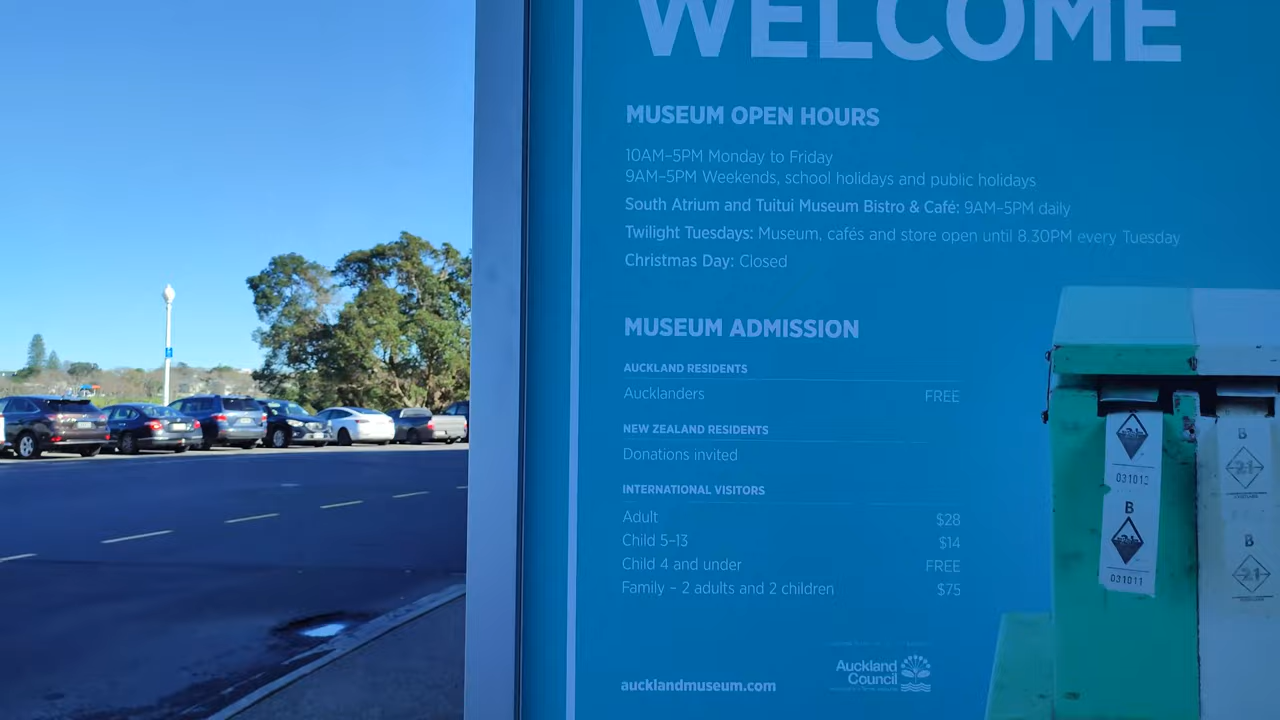 WELCOME
MUSEUM OPEN HOURS
10AM–5PM Monday to Friday
9AM–5PM Weekends, school holidays and public holidays
South Atrium and Tuitui Museum Bistro & Café: 9AM–5PM daily
Twilight Tuesdays: Museum, cafés and store open until 8.30PM every Tuesday
Christmas Day: Closed
MUSEUM ADMISSION
AUCKLAND RESIDENTS
Aucklanders FREE
NEW ZEALAND RESIDENTS
Donations invited
INTERNATIONAL VISITORS
Adult $28
Child 5–13 $14
Child 4 and under FREE
Family – 2 adults and 2 children $75
aucklandmuseum.com
Auckland
Council
031012
B
031011
B
21
B
21